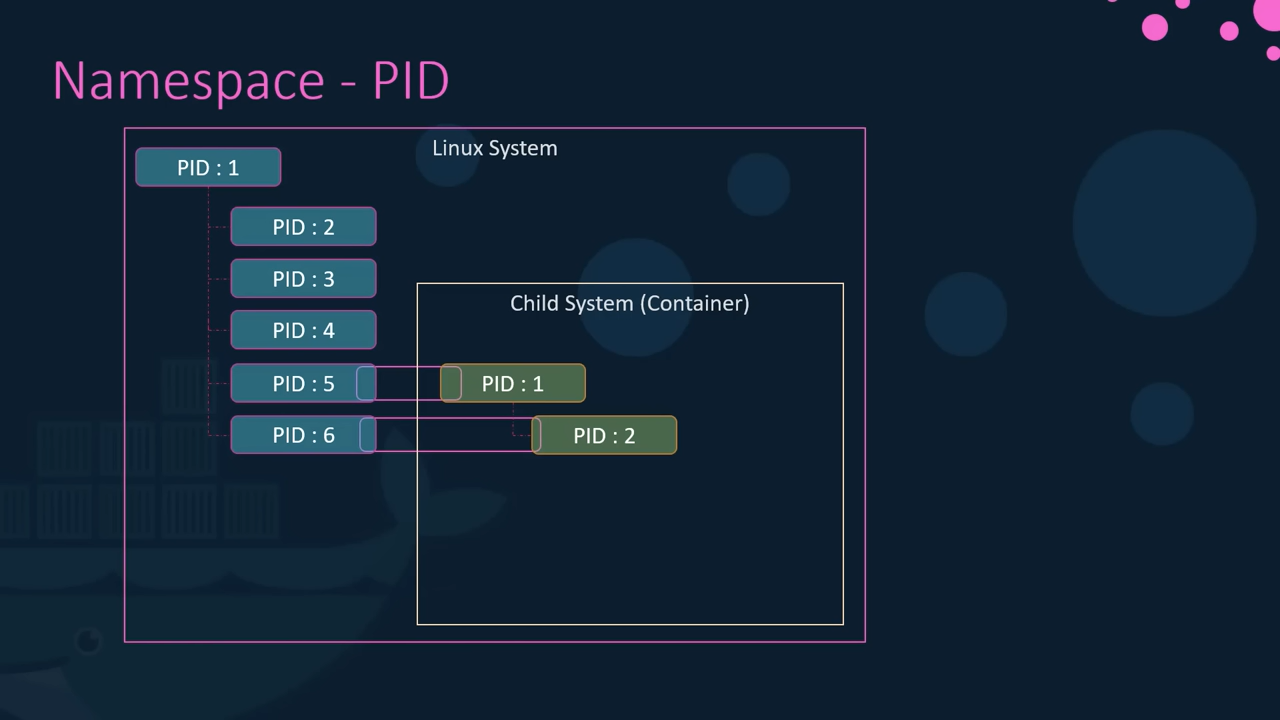 Namespace - PID
Linux System
PID : 1
PID : 2
PID : 3
Child System (Container)
PID : 4
PID : 5
PID : 1
PID : 6
PID : 2